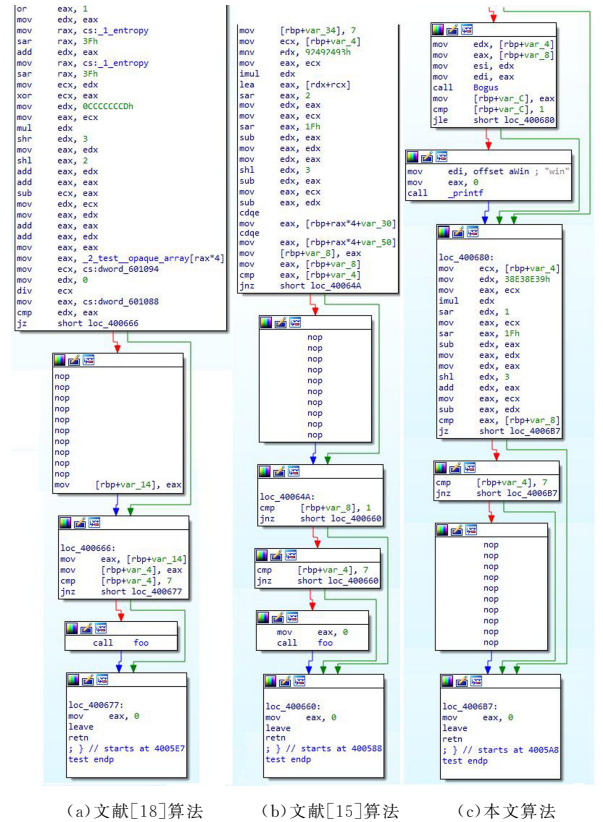 or eax, 1
mov eax, eax
mov rax, cs:_1_entropy
sar rax, 3Fh
add edx, eax
mov rax, cs:_1_entropy
sar rax, 3Fh
mov ecx, edx
xor ecx, eax
mov edx, 0CCCCCCCDh
mov eax, ecx
mul edx
shr edx, 3
mov eax, edx
shl eax, 2
add eax, edx
add eax, eax
sub ecx, eax
mov edx, ecx
mov eax, edx
add eax, eax
add eax, edx
mov eax, eax
mov eax, _2_test__opaque_array[rax*4]
mov ecx, cs:dword_601094
mov edx, 0
div ecx
mov eax, cs:dword_601088
cmp edx, eax
jz short loc_400666
nop
nop
nop
nop
nop
nop
nop
nop
nop
nop
mov [rbp+var_14], eax
loc_400666:
mov eax, [rbp+var_14]
mov [rbp+var_4], eax
cmp [rbp+var_4], 7
jnz short loc_400677
call foo
loc_400677:
mov eax, 0
leave
retn
; } // starts at 4005E7
test endp
(a)文献[18]算法
mov [rbp+var_34], 7
mov ecx, [rbp+var_4]
mov edx, 92492493h
mov eax, ecx
imul edx
lea eax, [rdx+rcx]
sar eax, 2
mov edx, eax
mov eax, ecx
sar eax, 1Fh
sub edx, eax
mov eax, edx
mov edx, eax
shl edx, 3
sub edx, eax
mov eax, ecx
sub eax, edx
cdqe
mov eax, [rbp+rax*4+var_30]
cdqe
mov eax, [rbp+rax*4+var_50]
mov [rbp+var_8], eax
mov eax, [rbp+var_8]
cmp eax, [rbp+var_4]
jnz short loc_40064A
nop
nop
nop
nop
nop
nop
nop
nop
nop
nop
loc_40064A:
cmp [rbp+var_8], 1
jnz short loc_400660
cmp [rbp+var_4], 7
jnz short loc_400660
mov eax, 0
call foo
loc_400660:
mov eax, 0
leave
retn
; } // starts at 400588
test endp
(b)文献[15]算法
mov edx, [rbp+var_4]
mov eax, [rbp+var_8]
mov esi, edx
mov edi, eax
call Bogus
mov [rbp+var_C], eax
cmp [rbp+var_C], 1
jle short loc_400680
mov edi, offset aWin ; "win"
mov eax, 0
call _printf
loc_400680:
mov ecx, [rbp+var_4]
mov edx, 38E38E39h
mov eax, ecx
imul edx
sar edx, 1
mov eax, ecx
sar eax, 1Fh
sub edx, eax
mov eax, edx
mov edx, eax
shl edx, 3
add edx, eax
mov eax, ecx
sub eax, edx
cmp eax, [rbp+var_8]
jz short loc_4006B7
cmp [rbp+var_4], 7
jnz short loc_4006B7
nop
nop
nop
nop
nop
nop
nop
nop
nop
nop
loc_4006B7:
mov eax, 0
leave
retn
; } // starts at 4005A8
test endp
(c)本文算法